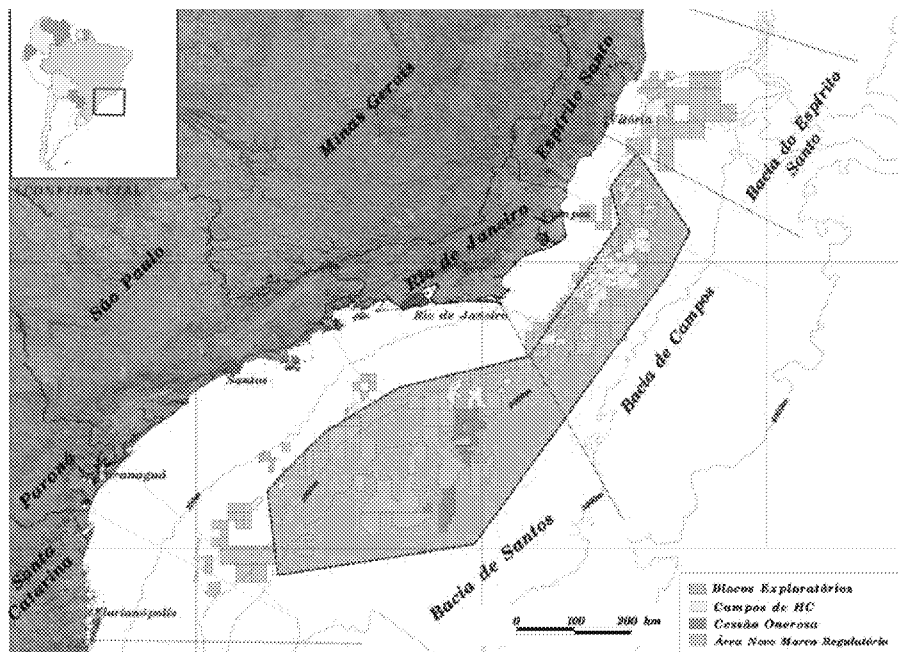 CONFIDENCIAL
Minas Gerais
Espírito Santo
Vitória
Bacia do Espírito
Santo
São Paulo
Rio de Janeiro
Campos
Rio de Janeiro
Santos
Bacia de Campos
Paraná
Paranaguá
Santa
Catarina
Florianópolis
Bacia de Santos
0 100 200 km
Blocos Exploratórios
Campos de HC
Cessão Onerosa
Área Novo Marco Regulatório